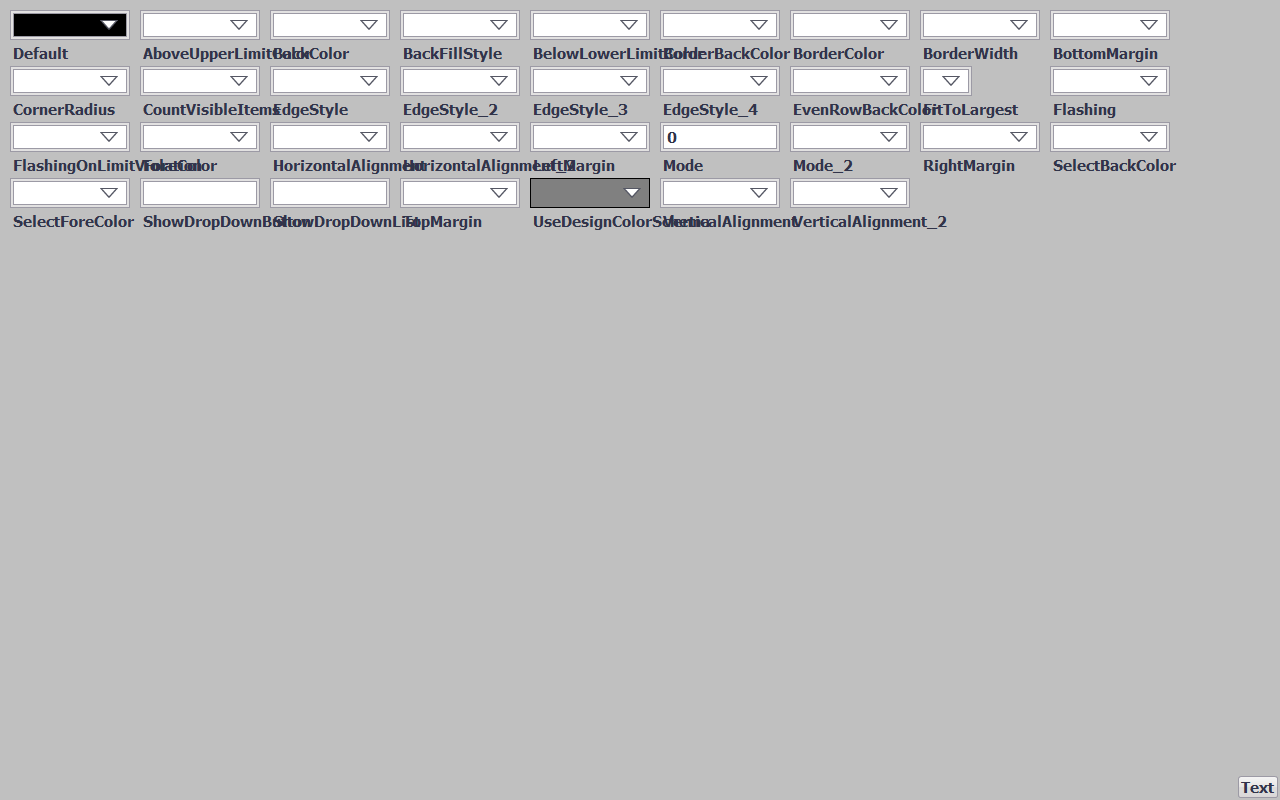 Default AboveUpperLimitColor BackColor BackFillStyle BelowLowerLimitColor BorderBackColor BorderColor BorderWidth BottomMargin
CornerRadius CountVisibleItems EdgeStyle EdgeStyle_2 EdgeStyle_3 EdgeStyle_4 EvenRowBackColor FitToLargest Flashing
0
FlashingOnLimitViolation ForeColor HorizontalAlignment HorizontalAlignment_2 LeftMargin Mode Mode_2 RightMargin SelectBackColor
SelectForeColor ShowDropDownButton ShowDropDownList TopMargin UseDesignColorSchema VerticalAlignment VerticalAlignment_2
Text